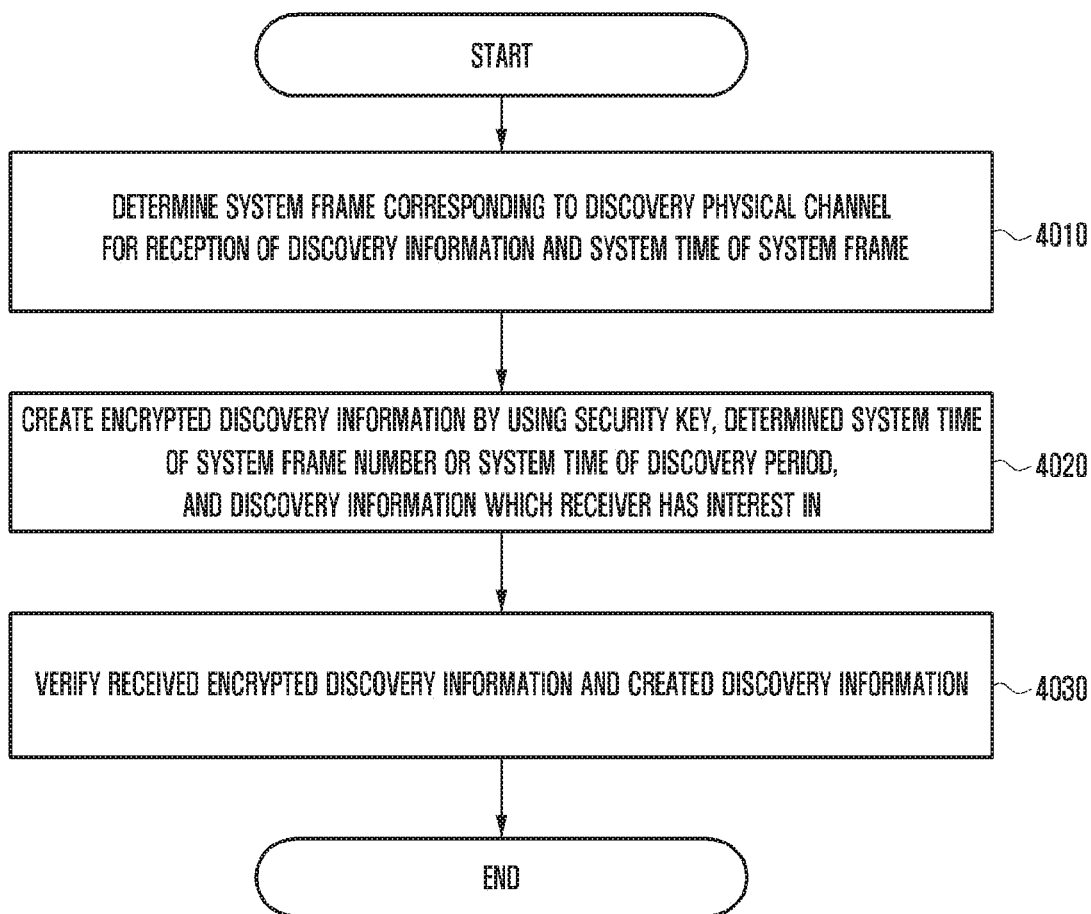 START
DETERMINE SYSTEM FRAME CORRESPONDING TO DISCOVERY PHYSICAL CHANNEL
FOR RECEPTION OF DISCOVERY INFORMATION AND SYSTEM TIME OF SYSTEM FRAME
4010
CREATE ENCRYPTED DISCOVERY INFORMATION BY USING SECURITY KEY, DETERMINED SYSTEM TIME
OF SYSTEM FRAME NUMBER OR SYSTEM TIME OF DISCOVERY PERIOD,
AND DISCOVERY INFORMATION WHICH RECEIVER HAS INTEREST IN
4020
VERIFY RECEIVED ENCRYPTED DISCOVERY INFORMATION AND CREATED DISCOVERY INFORMATION
4030
END